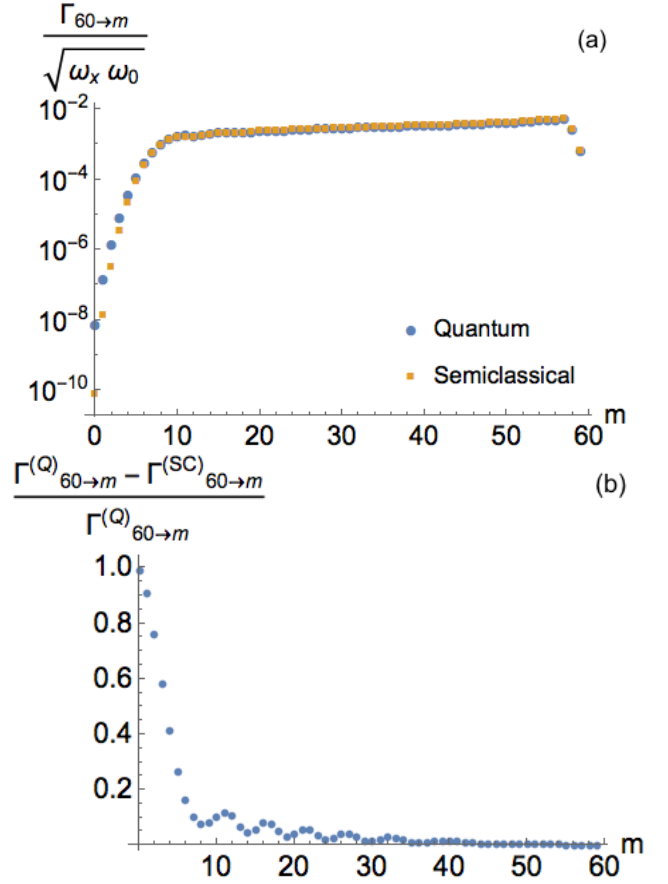 Γ₆₀→ₘ (a)
√ωₓ ω₀
10⁻²
10⁻⁴
10⁻⁶
10⁻⁸
Quantum
Semiclassical
10⁻¹⁰
0 10 20 30 40 50 60 m
Γ⁽Q⁾₆₀→ₘ − Γ⁽SC⁾₆₀→ₘ (b)
Γ⁽Q⁾₆₀→ₘ
1.0
0.8
0.6
0.4
0.2
10 20 30 40 50 60 m